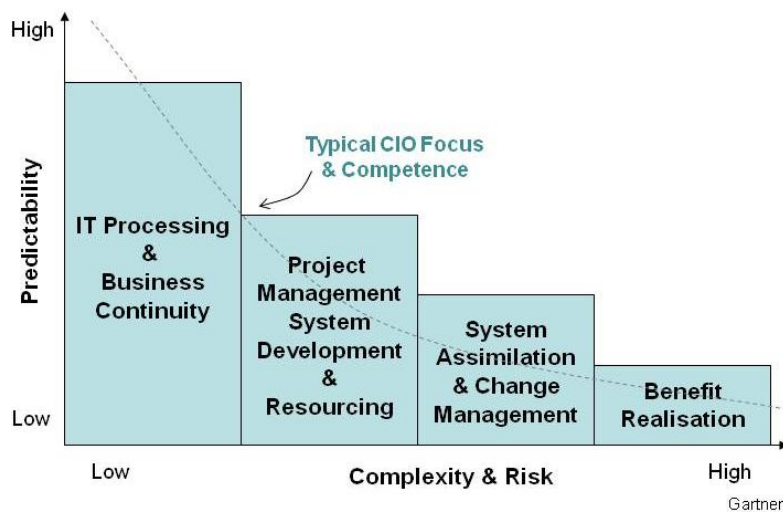 High
Predictability
Low
Typical CIO Focus
& Competence
IT Processing
&
Business
Continuity
Project
Management
System
Development
&
Resourcing
System
Assimilation
& Change
Management
Benefit
Realisation
Low
Complexity & Risk
High
Gartner